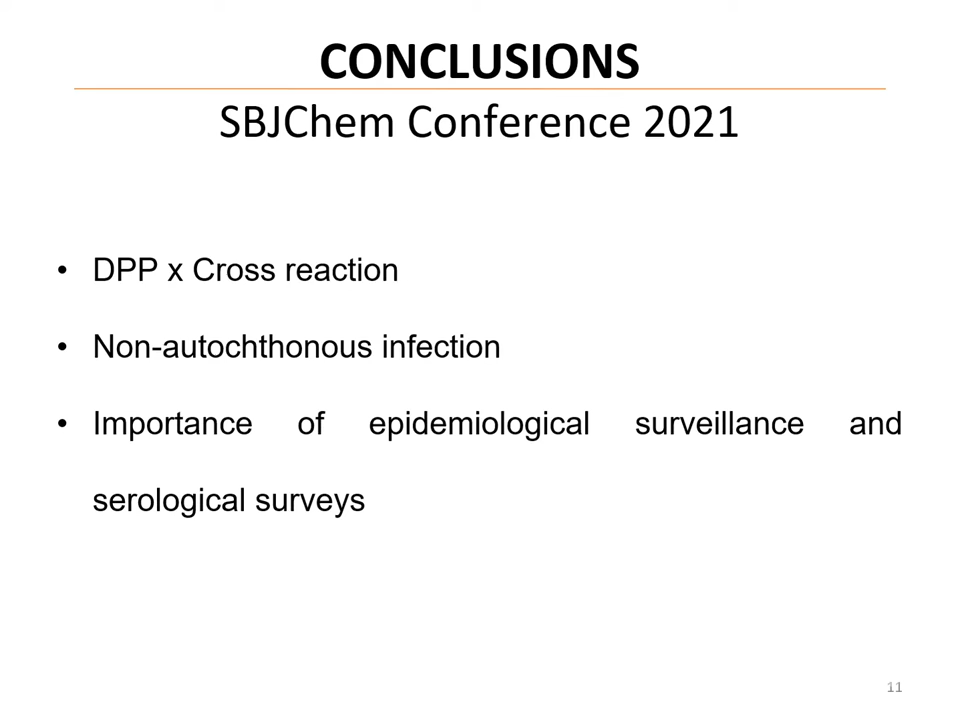 CONCLUSIONS
SBJChem Conference 2021
• DPP x Cross reaction
• Non-autochthonous infection
• Importance of epidemiological surveillance and
serological surveys
11